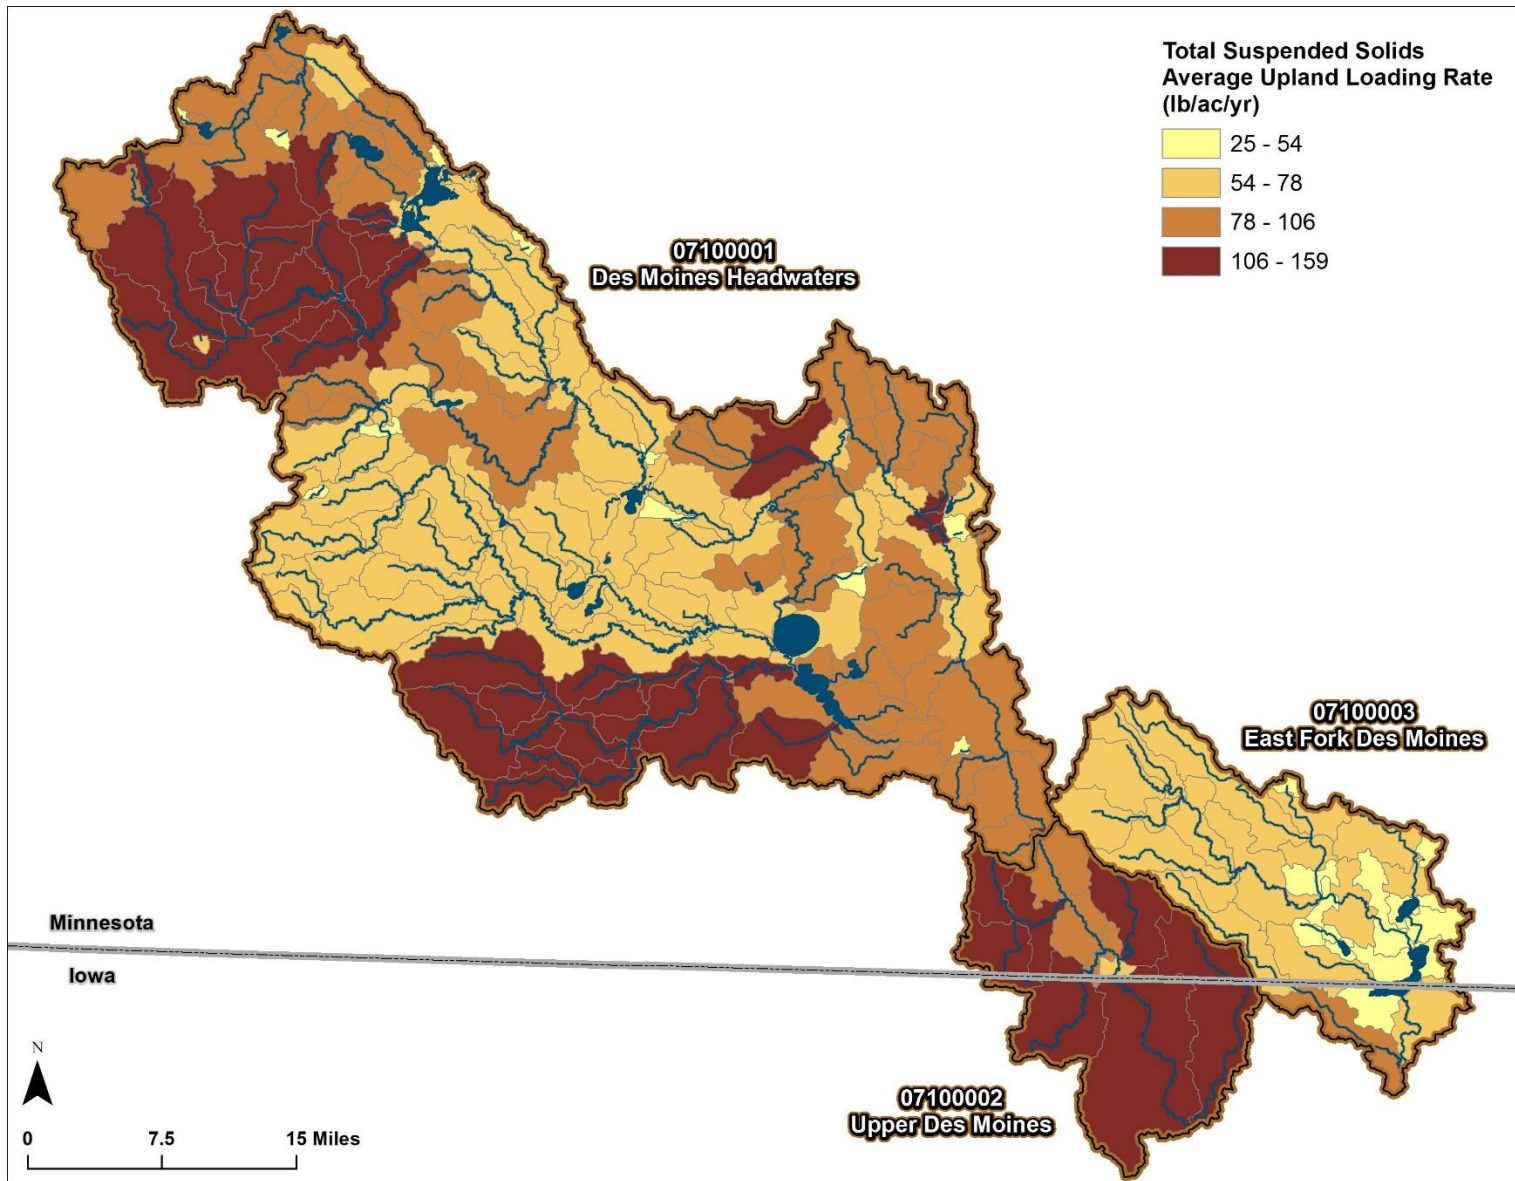 Total Suspended Solids
Average Upland Loading Rate
(lb/ac/yr)
25 - 54
54 - 78
78 - 106
106 - 159
07100001
Des Moines Headwaters
07100003
East Fork Des Moines
Minnesota
Iowa
N
07100002
Upper Des Moines
0 7.5 15 Miles